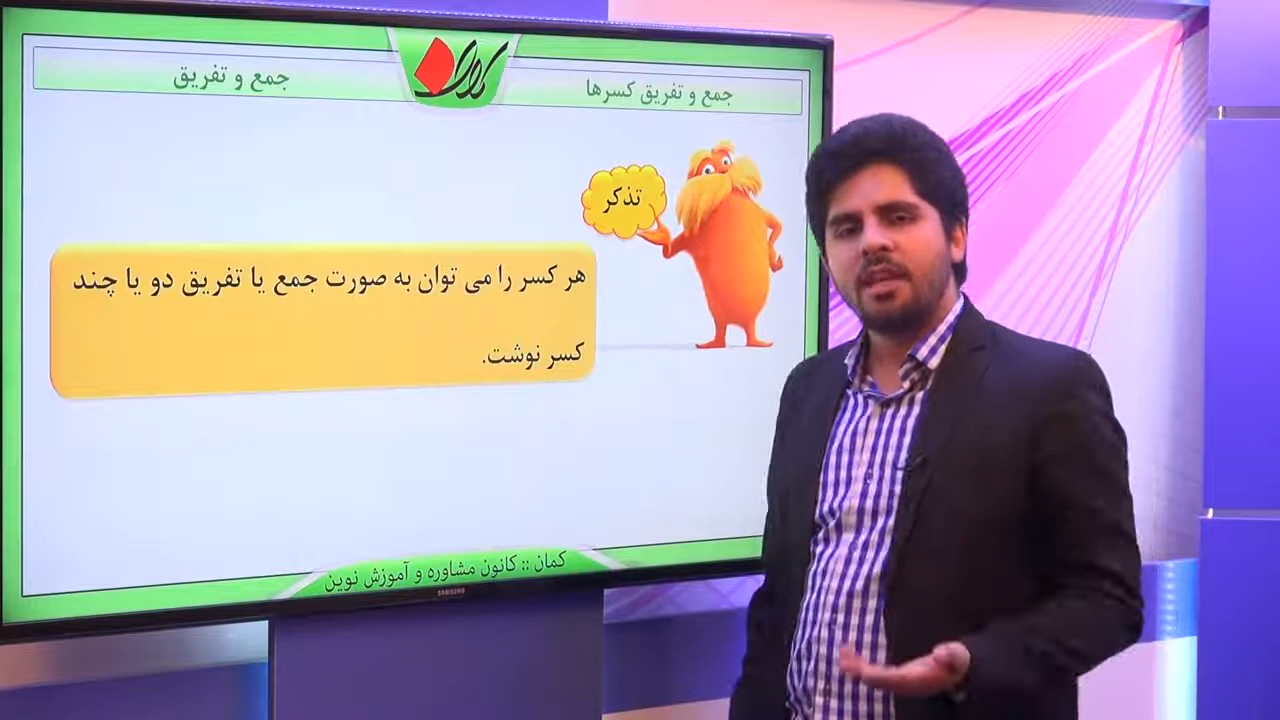 جمع و تفریق کسرها
جمع و تفریق
تذکر
هر کسر را می توان به صورت جمع یا تفریق دو یا چند
کسر نوشت.
کمان :: کانون مشاوره و آموزش نوین
SAMSUNG